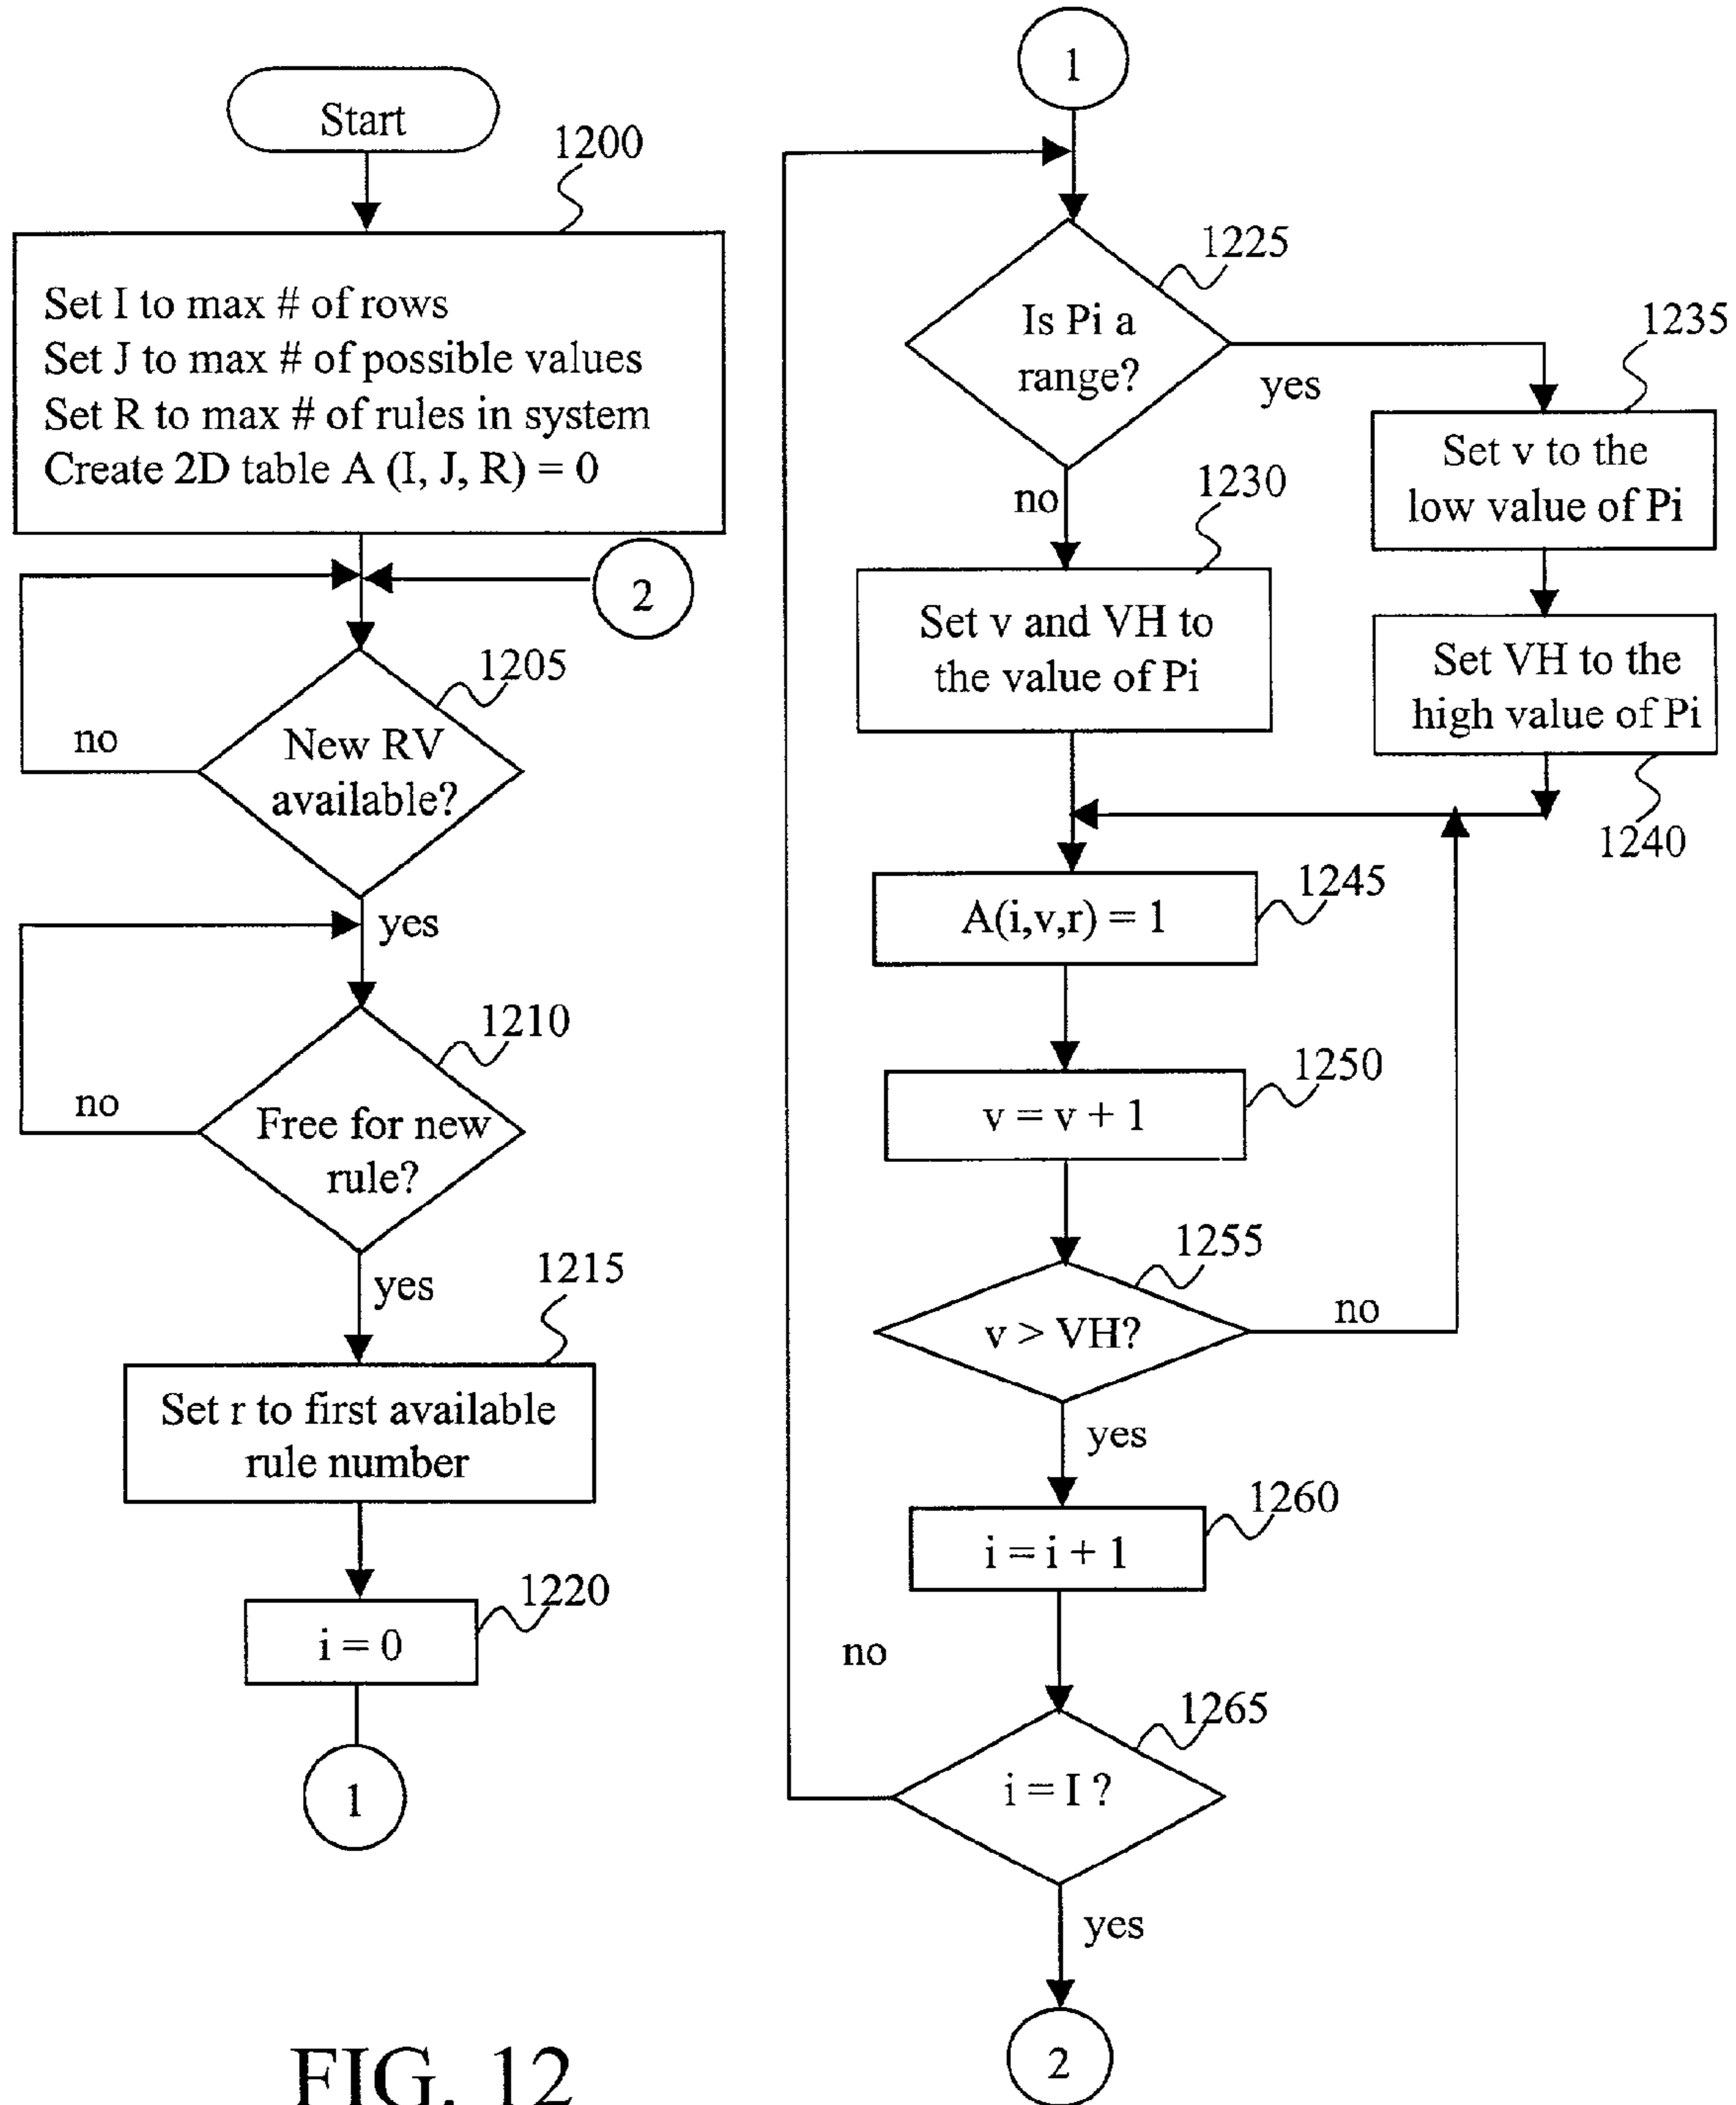 Start
1200
Set I to max # of rows
Set J to max # of possible values
Set R to max # of rules in system
Create 2D table A (I, J, R) = 0
2
1205
New RV
available?
no
yes
1210
Free for new
rule?
no
yes
1215
Set r to first available
rule number
1220
i = 0
1
1
1225
Is Pi a
range?
yes
no
1235
Set v to the
low value of Pi
1230
Set v and VH to
the value of Pi
Set VH to the
high value of Pi
1240
1245
A(i,v,r) = 1
1250
v = v + 1
1255
v > VH?
no
yes
1260
i = i + 1
no
1265
i = I ?
yes
2
FIG. 12